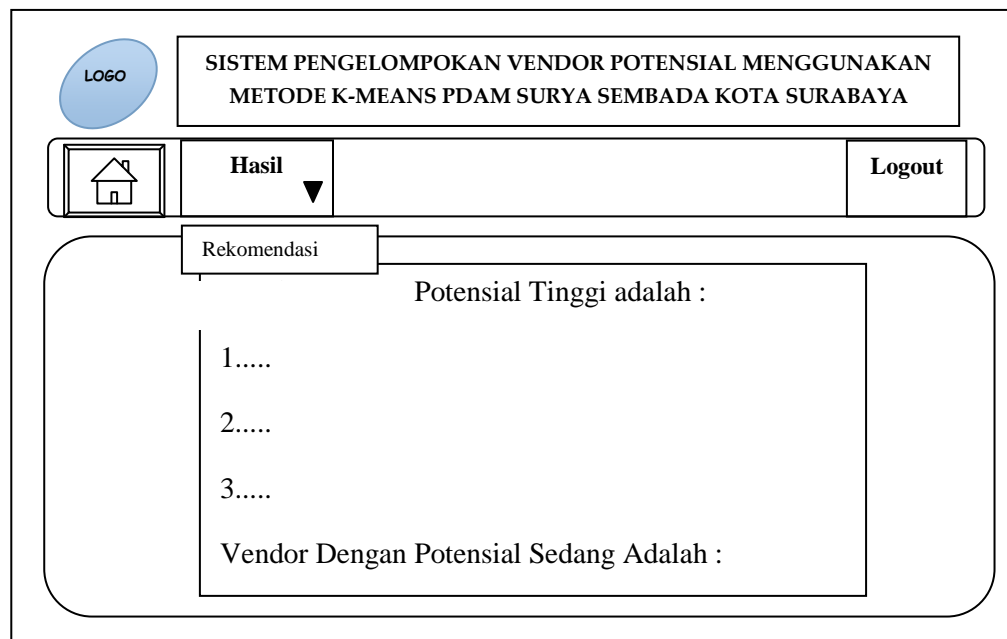 LOGO
SISTEM PENGELOMPOKAN VENDOR POTENSIAL MENGGUNAKAN
METODE K-MEANS PDAM SURYA SEMBADA KOTA SURABAYA
Hasil
Logout
Rekomendasi
Potensial Tinggi adalah :
1.....
2.....
3.....
Vendor Dengan Potensial Sedang Adalah :